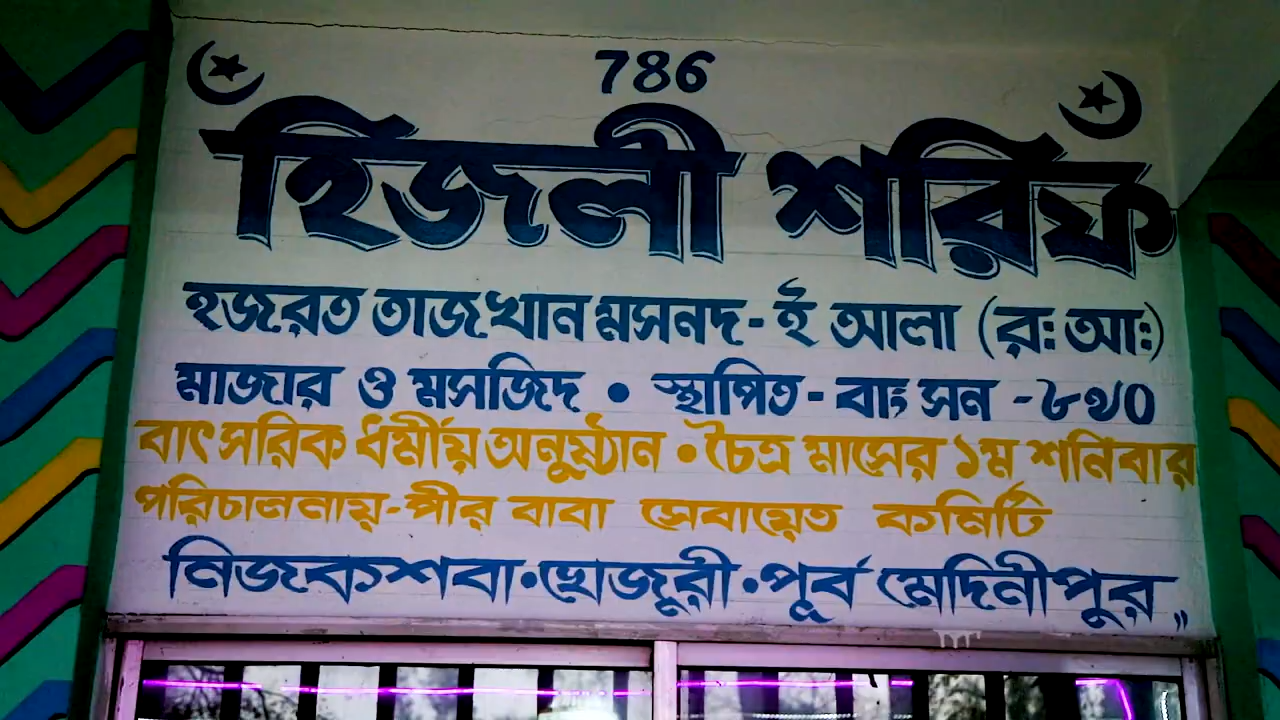 786
হিজলী শরিফ
হজরত তাজখান মসনদ-ই আলা (র: আ:)
মাজার ও মসজিদ • স্থাপিত - বাং সন - ৮৭০
বাৎসরিক ধর্মীয় অনুষ্ঠান • চৈত্র মাসের ১ম শনিবার
পরিচালনায় - পীর বাবা সেবায়েত কমিটি
নিজকশবা • খেজুরী • পূর্ব মেদিনীপুর,,